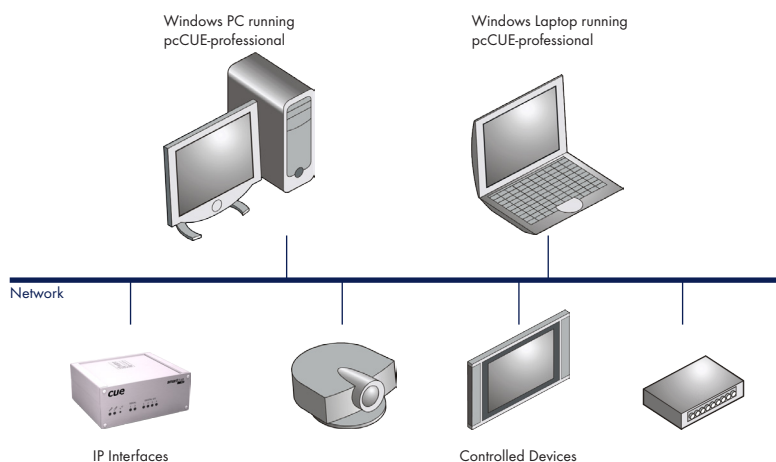 Windows PC running
pcCUE-professional
Windows Laptop running
pcCUE-professional
Network
cue
IP Interfaces
Controlled Devices